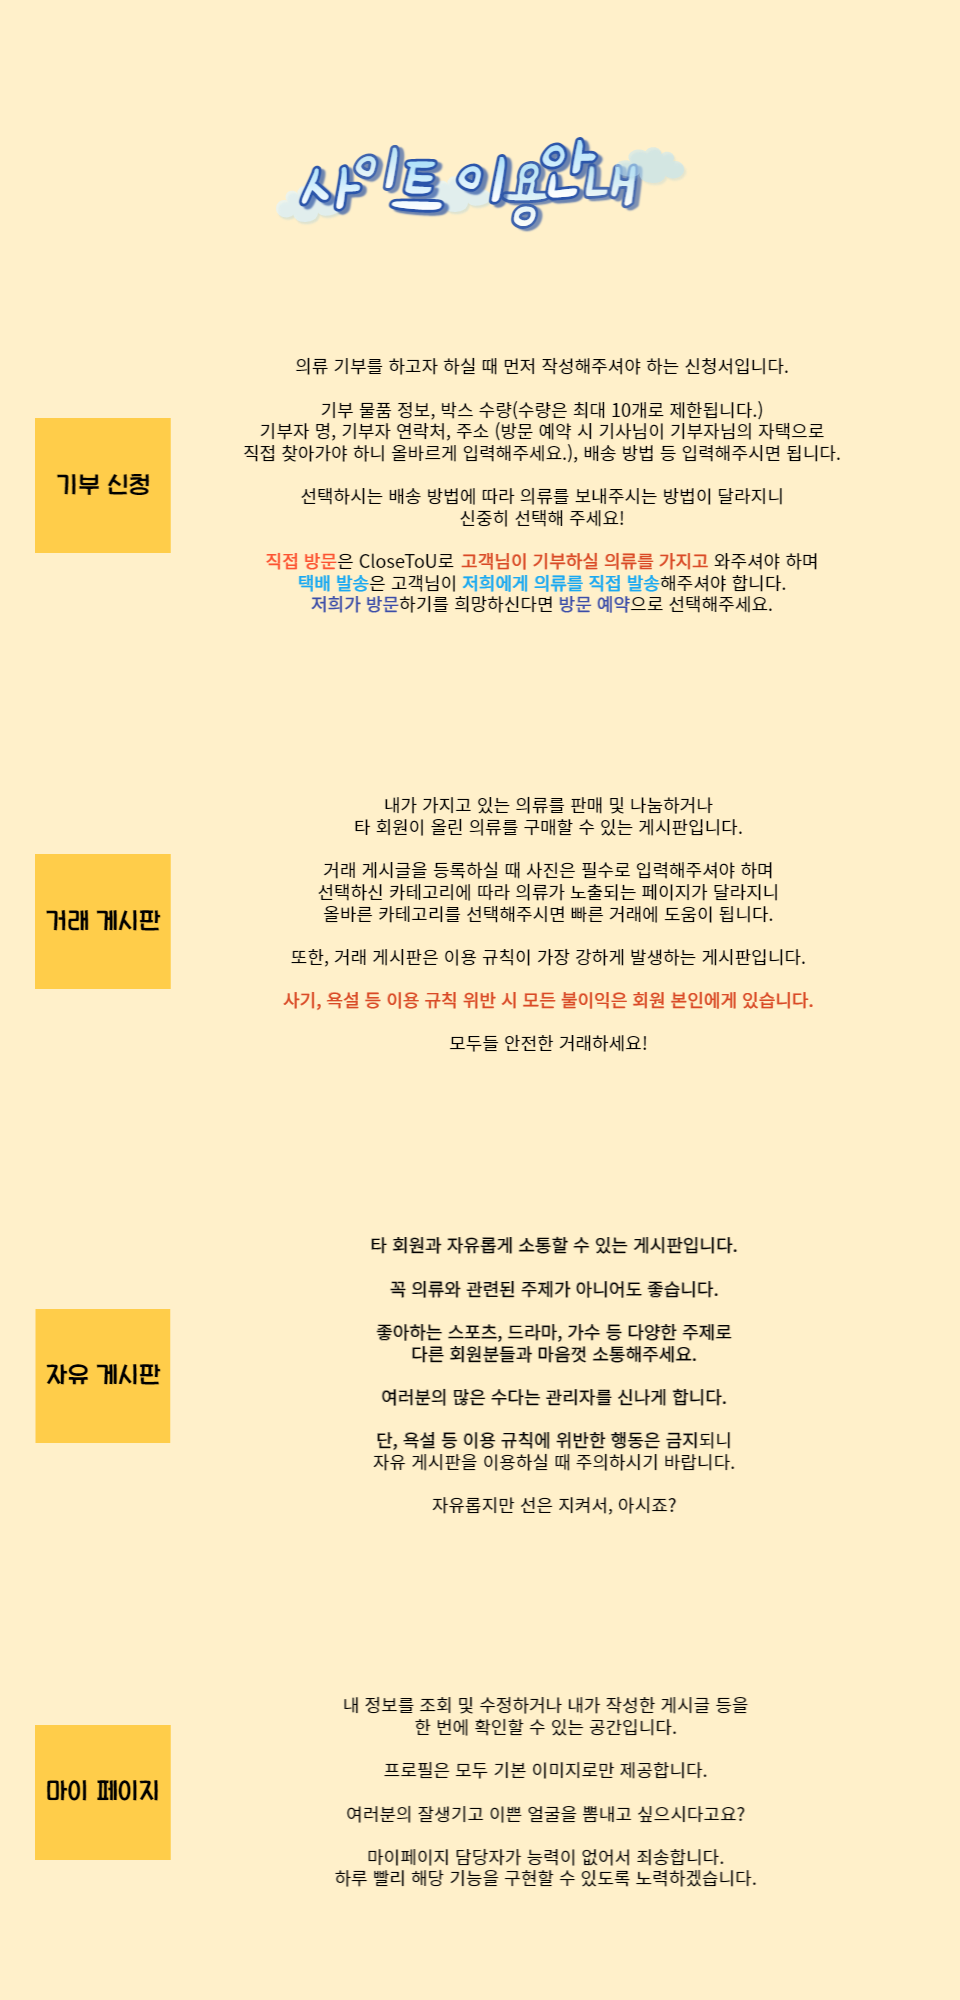 사이트 이용안내
의류 기부를 하고자 하실 때 먼저 작성해주셔야 하는 신청서입니다.
기부 물품 정보, 박스 수량(수량은 최대 10개로 제한됩니다.)
기부자 명, 기부자 연락처, 주소 (방문 예약 시 기사님이 기부자님의 자택으로
직접 찾아가야 하니 올바르게 입력해주세요.), 배송 방법 등 입력해주시면 됩니다.
기부 신청
선택하시는 배송 방법에 따라 의류를 보내주시는 방법이 달라지니
신중히 선택해 주세요!
직접 방문은 CloseToU로 고객님이 기부하실 의류를 가지고 와주셔야 하며
택배 발송은 고객님이 저희에게 의류를 직접 발송해주셔야 합니다.
저희가 방문하기를 희망하신다면 방문 예약으로 선택해주세요.
내가 가지고 있는 의류를 판매 및 나눔하거나
타 회원이 올린 의류를 구매할 수 있는 게시판입니다.
거래 게시글을 등록하실 때 사진은 필수로 입력해주셔야 하며
선택하신 카테고리에 따라 의류가 노출되는 페이지가 달라지니
올바른 카테고리를 선택해주시면 빠른 거래에 도움이 됩니다.
거래 게시판
또한, 거래 게시판은 이용 규칙이 가장 강하게 발생하는 게시판입니다.
사기, 욕설 등 이용 규칙 위반 시 모든 불이익은 회원 본인에게 있습니다.
모두들 안전한 거래하세요!
타 회원과 자유롭게 소통할 수 있는 게시판입니다.
꼭 의류와 관련된 주제가 아니어도 좋습니다.
좋아하는 스포츠, 드라마, 가수 등 다양한 주제로
다른 회원분들과 마음껏 소통해주세요.
자유 게시판
여러분의 많은 수다는 관리자를 신나게 합니다.
단, 욕설 등 이용 규칙에 위반한 행동은 금지되니
자유 게시판을 이용하실 때 주의하시기 바랍니다.
자유롭지만 선은 지켜서, 아시죠?
내 정보를 조회 및 수정하거나 내가 작성한 게시글 등을
한 번에 확인할 수 있는 공간입니다.
프로필은 모두 기본 이미지로만 제공합니다.
마이 페이지
여러분의 잘생기고 이쁜 얼굴을 뽐내고 싶으시다고요?
마이페이지 담당자가 능력이 없어서 죄송합니다.
하루 빨리 해당 기능을 구현할 수 있도록 노력하겠습니다.